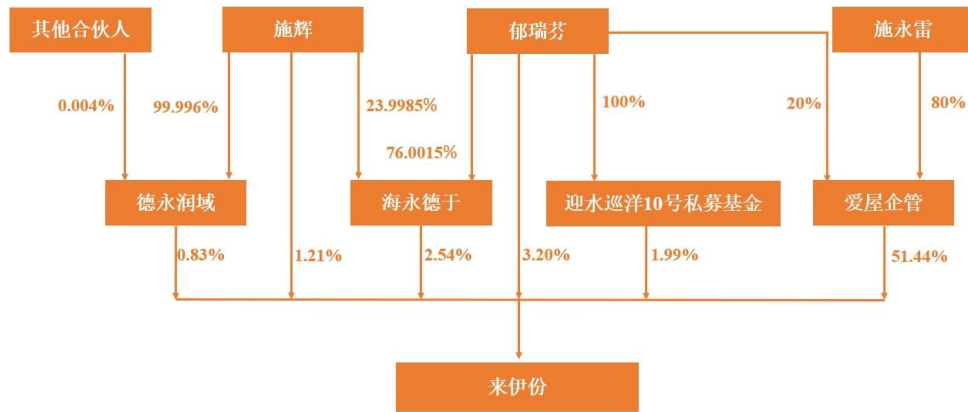 其他合伙人
施辉
郁瑞芬
施永雷
0.004%
99.996%
23.9985%
76.0015%
100%
20%
80%
德永润域
海永德于
迎水巡洋10号私募基金
爱屋企管
0.83%
1.21%
2.54%
3.20%
1.99%
51.44%
来伊份